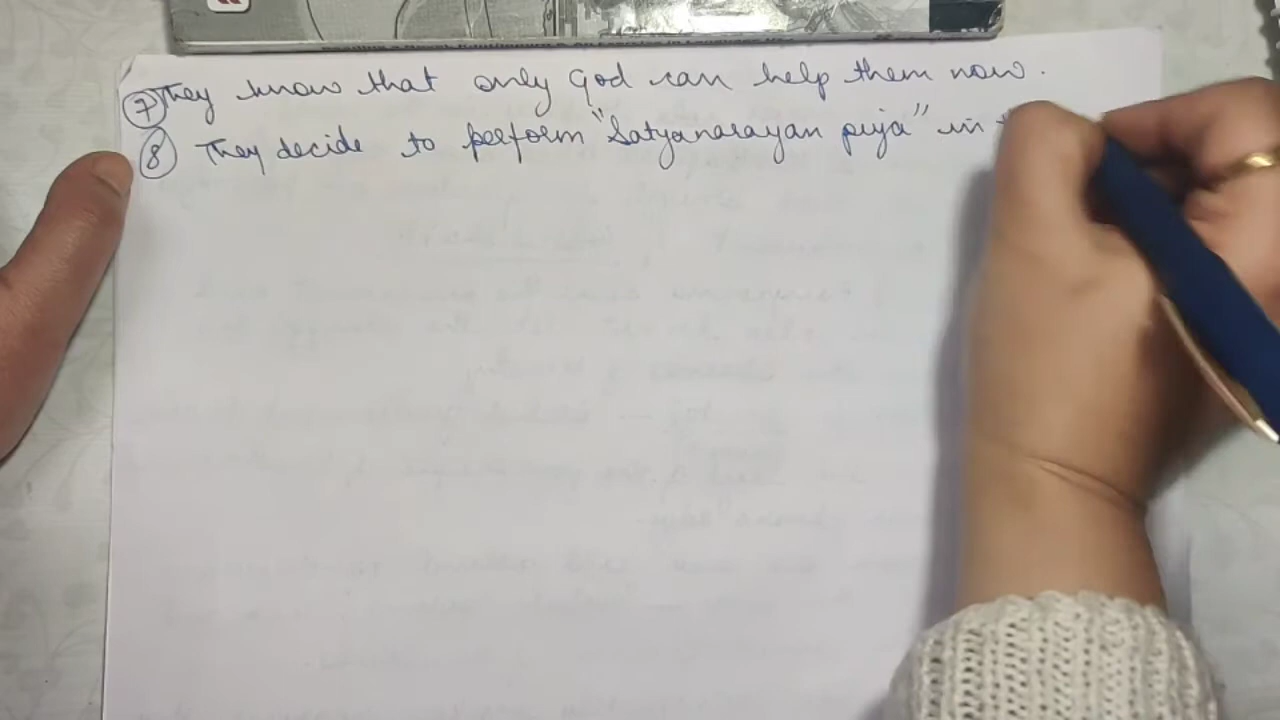 7 They know that only God can help them now.
8 They decide to perform "Satyanarayan puja" in